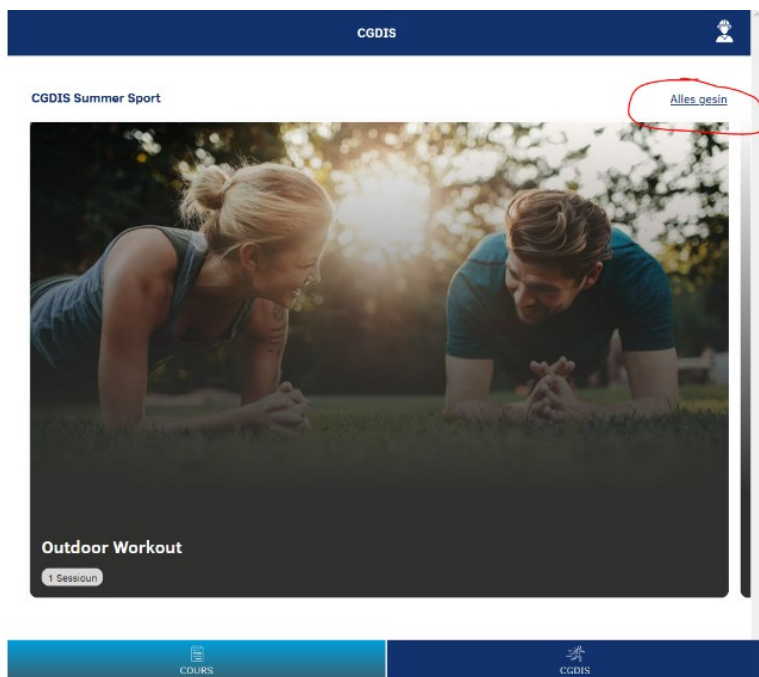 CGDIS
CGDIS Summer Sport
Alles gesin
Outdoor Workout
1 Sessioun
COURS
CGDIS